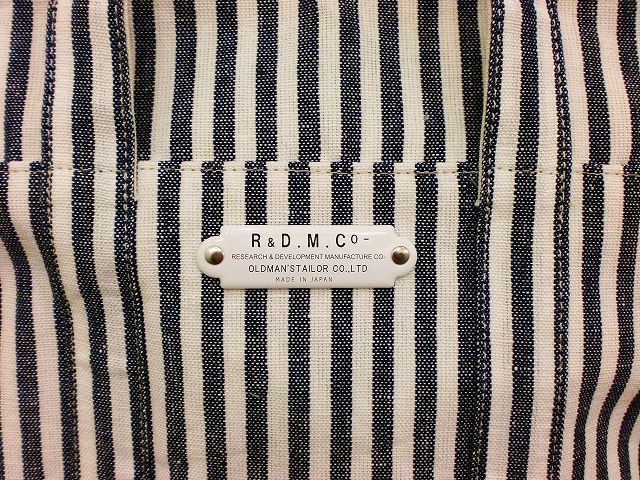 R & D.M.Co-
RESEARCH & DEVELOPMENT MANUFACTURE CO-
OLDMAN'STAILOR CO.,LTD
MADE IN JAPAN